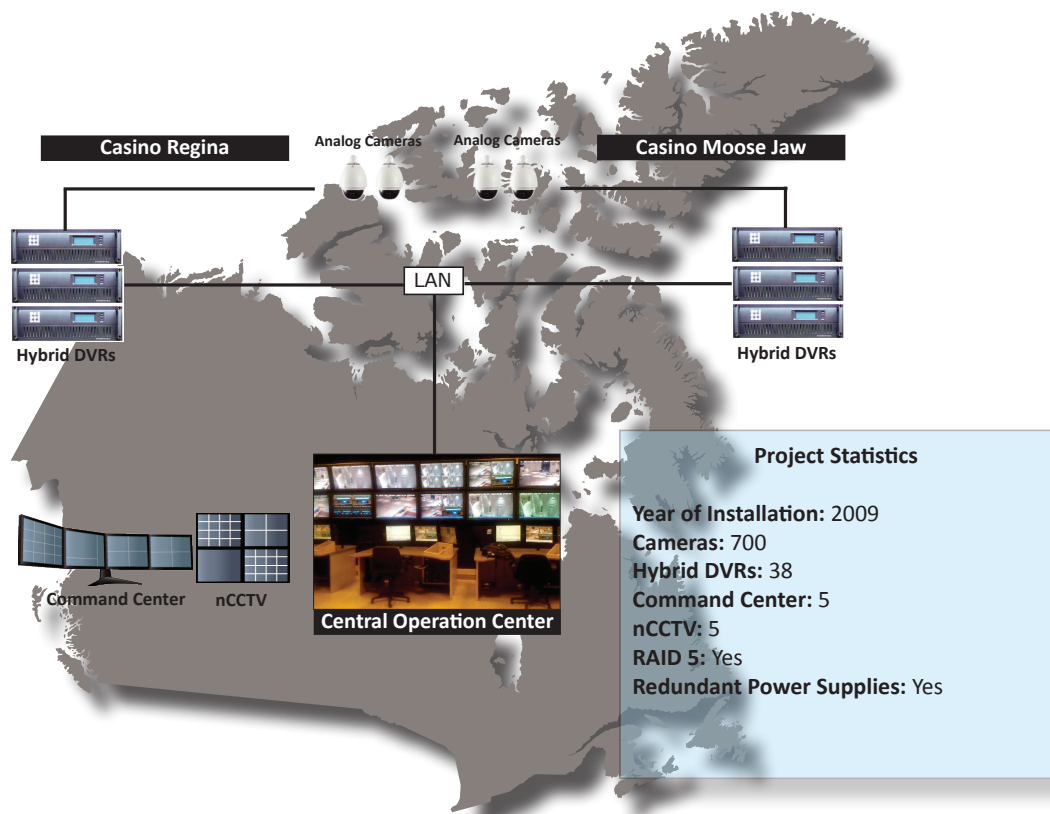 Casino Regina
Analog Cameras
Analog Cameras
Casino Moose Jaw
LAN
Hybrid DVRs
Hybrid DVRs
Command Center
nCCTV
Central Operation Center
Project Statistics
Year of Installation: 2009
Cameras: 700
Hybrid DVRs: 38
Command Center: 5
nCCTV: 5
RAID 5: Yes
Redundant Power Supplies: Yes